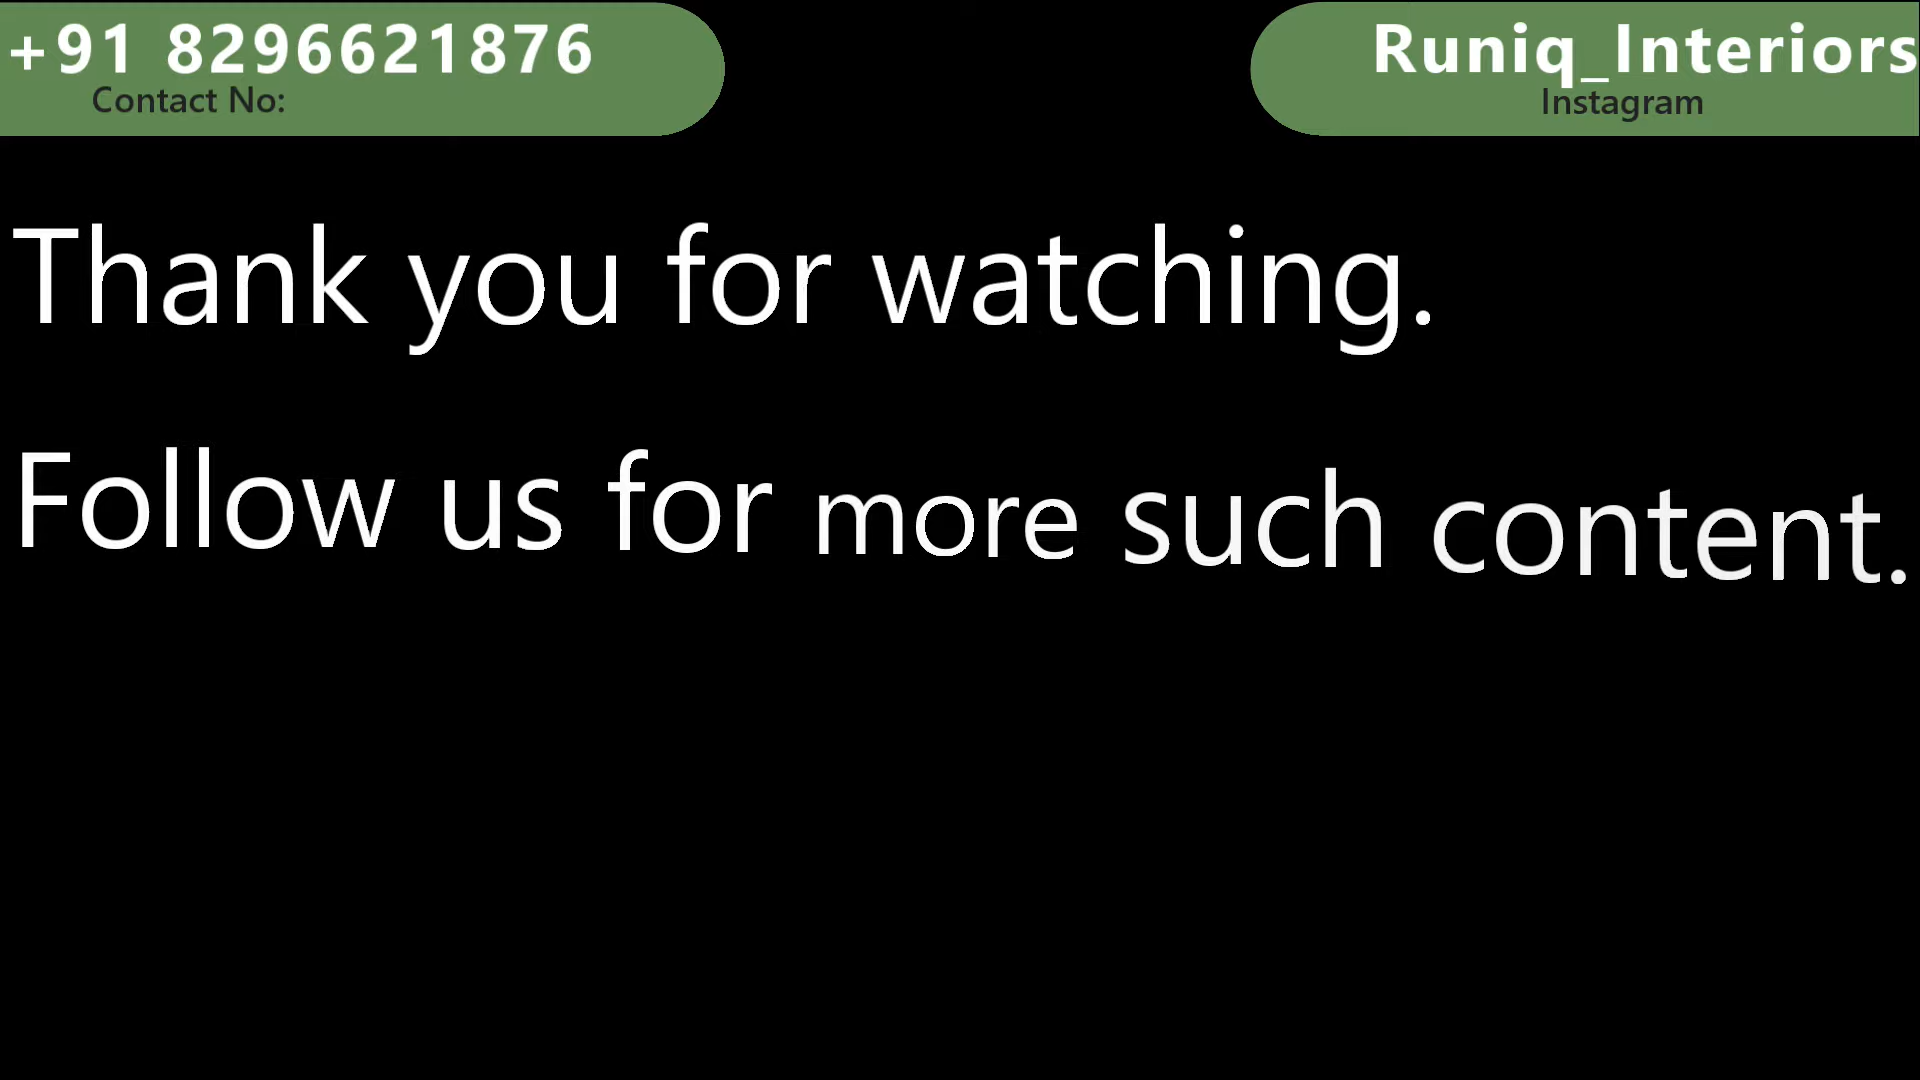 +91 8296621876
Contact No:
Runiq_Interiors
Instagram
Thank you for watching.
Follow us for more such content.